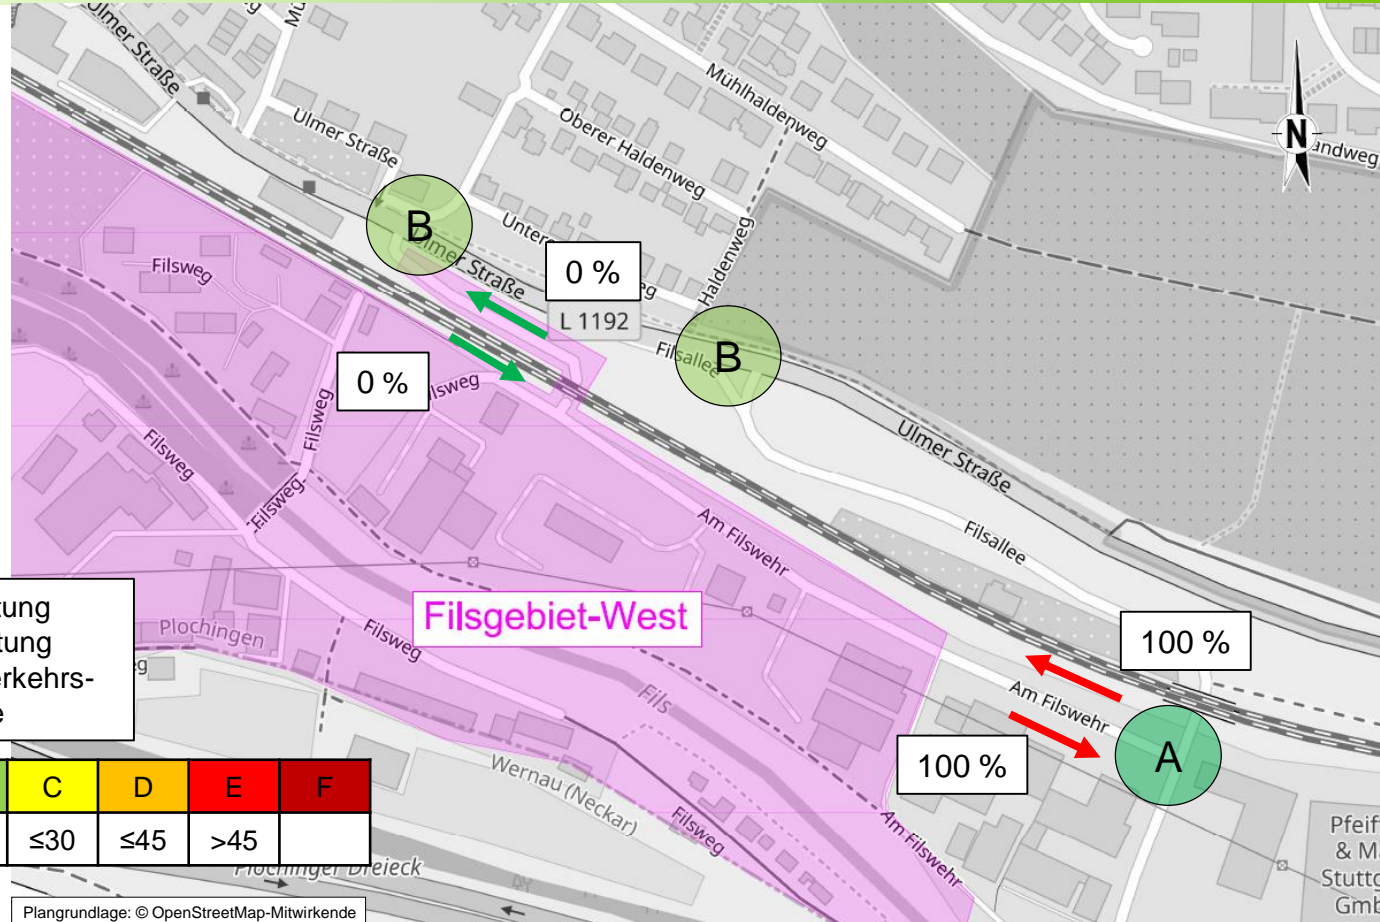 Ulmer Straße
Mühlhaldenweg
Ulmer Straße
Oberer Haldenweg
N
B
Ulmer Straße
0 %
L 1192
Haldenweg
Filsweg
Filsallee
B
0 %
Filsweg
Filsweg
Filsweg
Ulmer Straße
Am Filswehr
Filsallee
Filsweg
Filsgebiet-West
Plochingen
Filsweg
100 %
Fils
Am Filswehr
100 %
A
C D E F
≤30 ≤45 >45
Wernau (Neckar)
Filsweg
Am Filswehr
Plochinger Dreieck
Plangrundlage: © OpenStreetMap-Mitwirkende